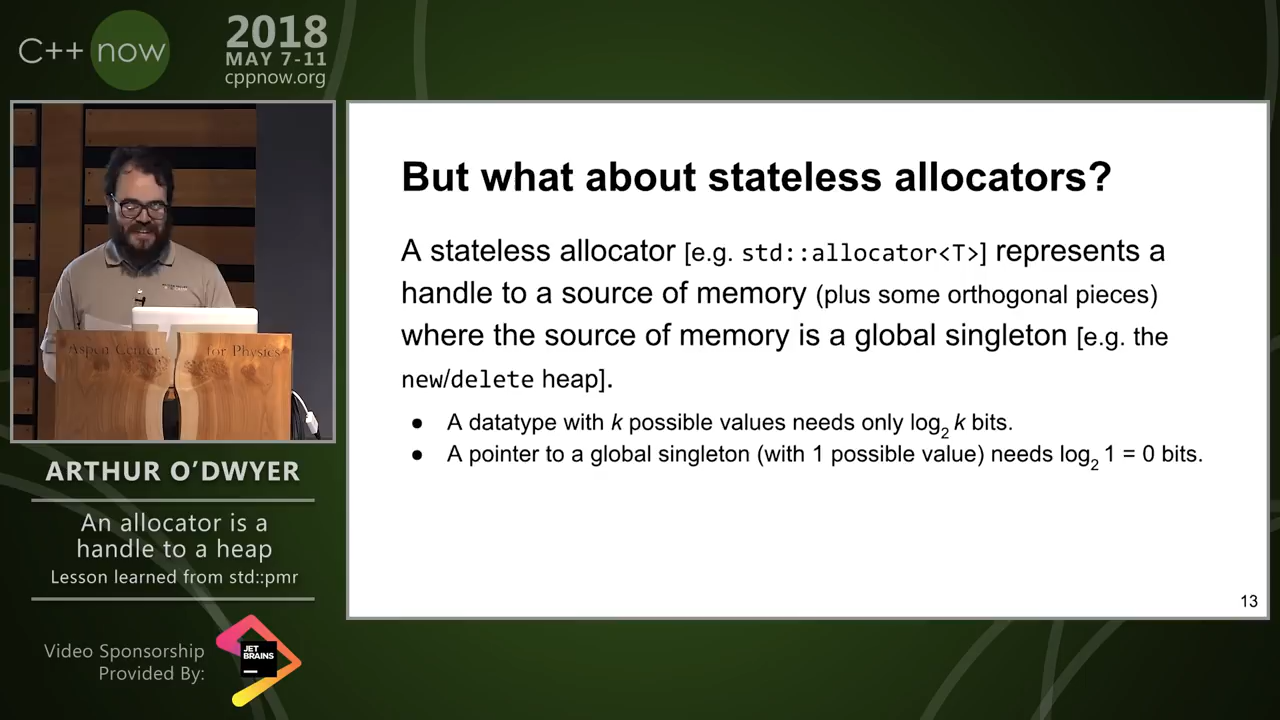 C++ now
2018
MAY 7-11
cppnow.org
Aspen Center for Physics
ARTHUR O'DWYER
An allocator is a
handle to a heap
Lesson learned from std::pmr
Video Sponsorship
Provided By:
JET
BRAINS
But what about stateless allocators?
A stateless allocator [e.g. std::allocator<T>] represents a
handle to a source of memory (plus some orthogonal pieces)
where the source of memory is a global singleton [e.g. the
new/delete heap].
● A datatype with k possible values needs only log₂ k bits.
● A pointer to a global singleton (with 1 possible value) needs log₂ 1 = 0 bits.
13